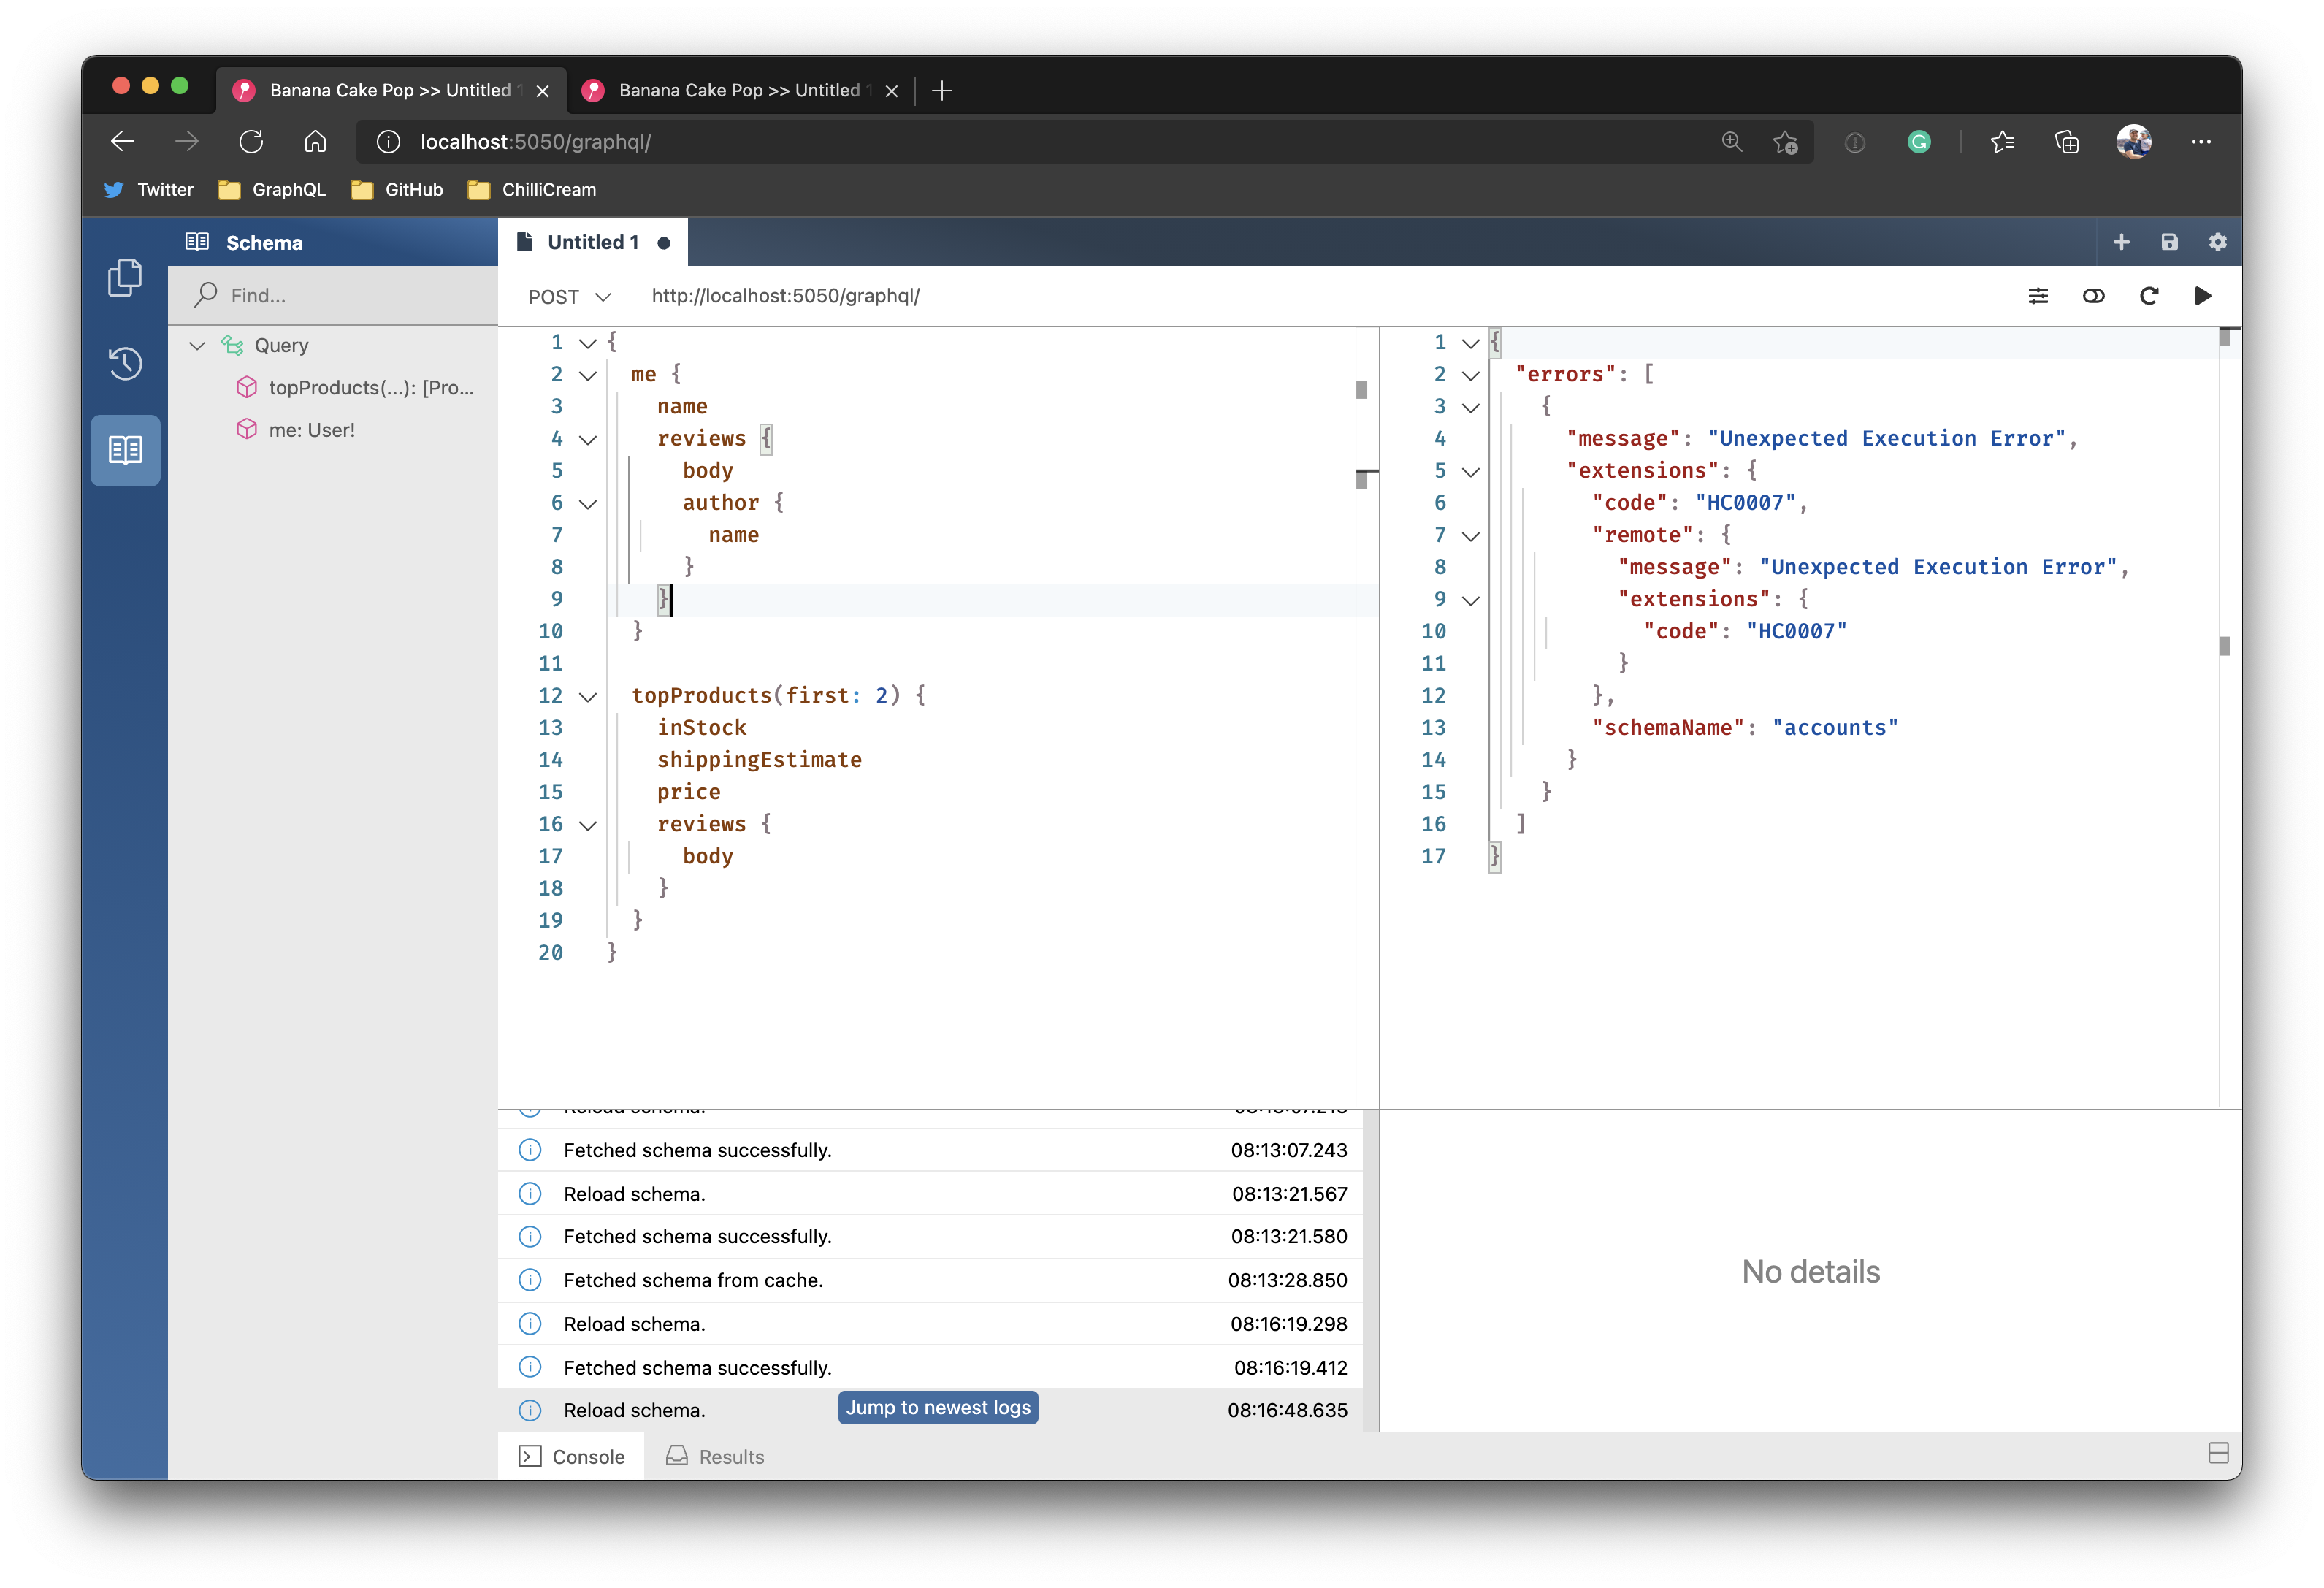 Banana Cake Pop >> Untitled 1
Banana Cake Pop >> Untitled 1
localhost:5050/graphql/
Twitter
GraphQL
GitHub
ChilliCream
Schema
Untitled 1
Find...
POST
http://localhost:5050/graphql/
Query
topProducts(...): [Pro...
me: User!
1 {
2 me {
3 name
4 reviews {
5 body
6 author {
7 name
8 }
9 }
10 }
11
12 topProducts(first: 2) {
13 inStock
14 shippingEstimate
15 price
16 reviews {
17 body
18 }
19 }
20 }
1 {
2 "errors": [
3 {
4 "message": "Unexpected Execution Error",
5 "extensions": {
6 "code": "HC0007",
7 "remote": {
8 "message": "Unexpected Execution Error",
9 "extensions": {
10 "code": "HC0007"
11 }
12 },
13 "schemaName": "accounts"
14 }
15 }
16 ]
17 }
Reload schema.
Fetched schema successfully. 08:13:07.243
Reload schema. 08:13:21.567
Fetched schema successfully. 08:13:21.580
Fetched schema from cache. 08:13:28.850
Reload schema. 08:16:19.298
Fetched schema successfully. 08:16:19.412
Reload schema. Jump to newest logs 08:16:48.635
No details
Console
Results